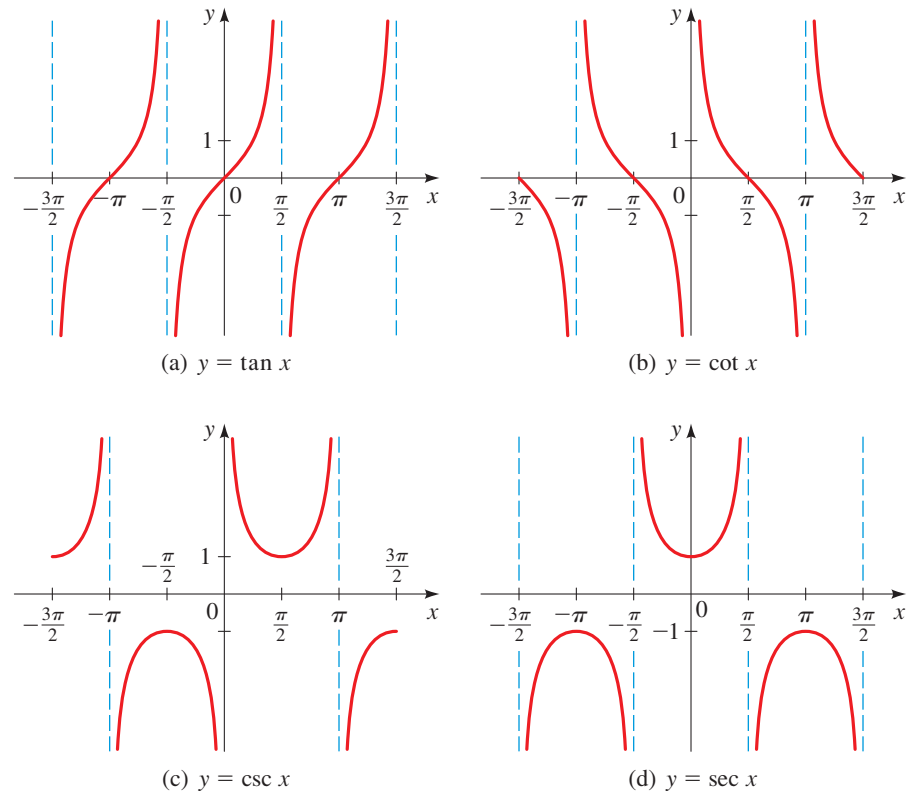 y
1
−3π/2 −π −π/2 0 π/2 π 3π/2 x
(a) y = tan x
y
1
−3π/2 −π −π/2 0 π/2 π 3π/2 x
(b) y = cot x
y
1
−3π/2 −π −π/2 0 π/2 π 3π/2 x
(c) y = csc x
y
−3π/2 −π −π/2 0 π/2 π 3π/2 x
−1
(d) y = sec x